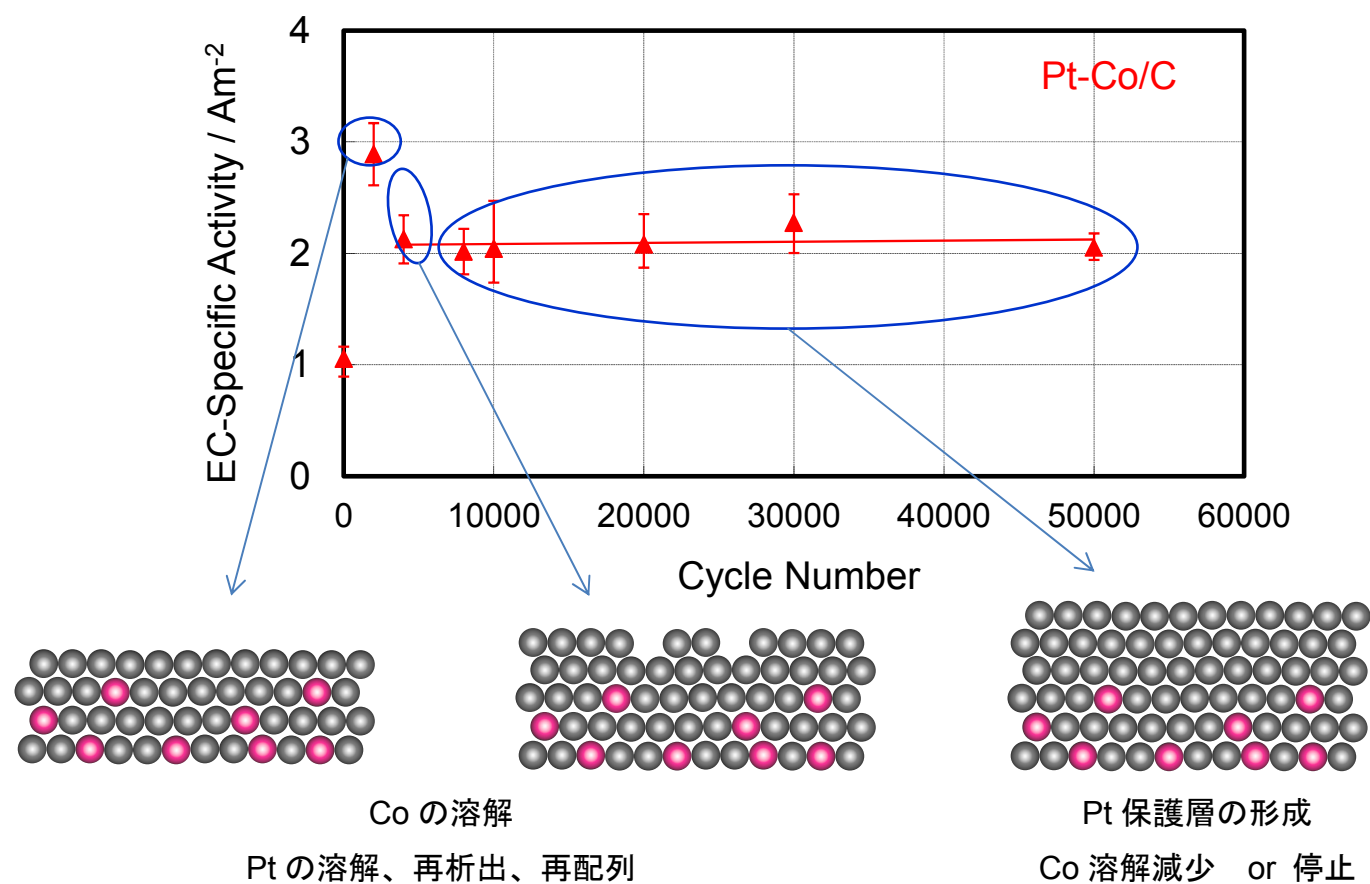 4
3
2
1
0
EC-Specific Activity / Am-2
Pt-Co/C
0 10000 20000 30000 40000 50000 60000
Cycle Number
Co の溶解
Pt の溶解、再析出、再配列
Pt 保護層の形成
Co 溶解減少 or 停止